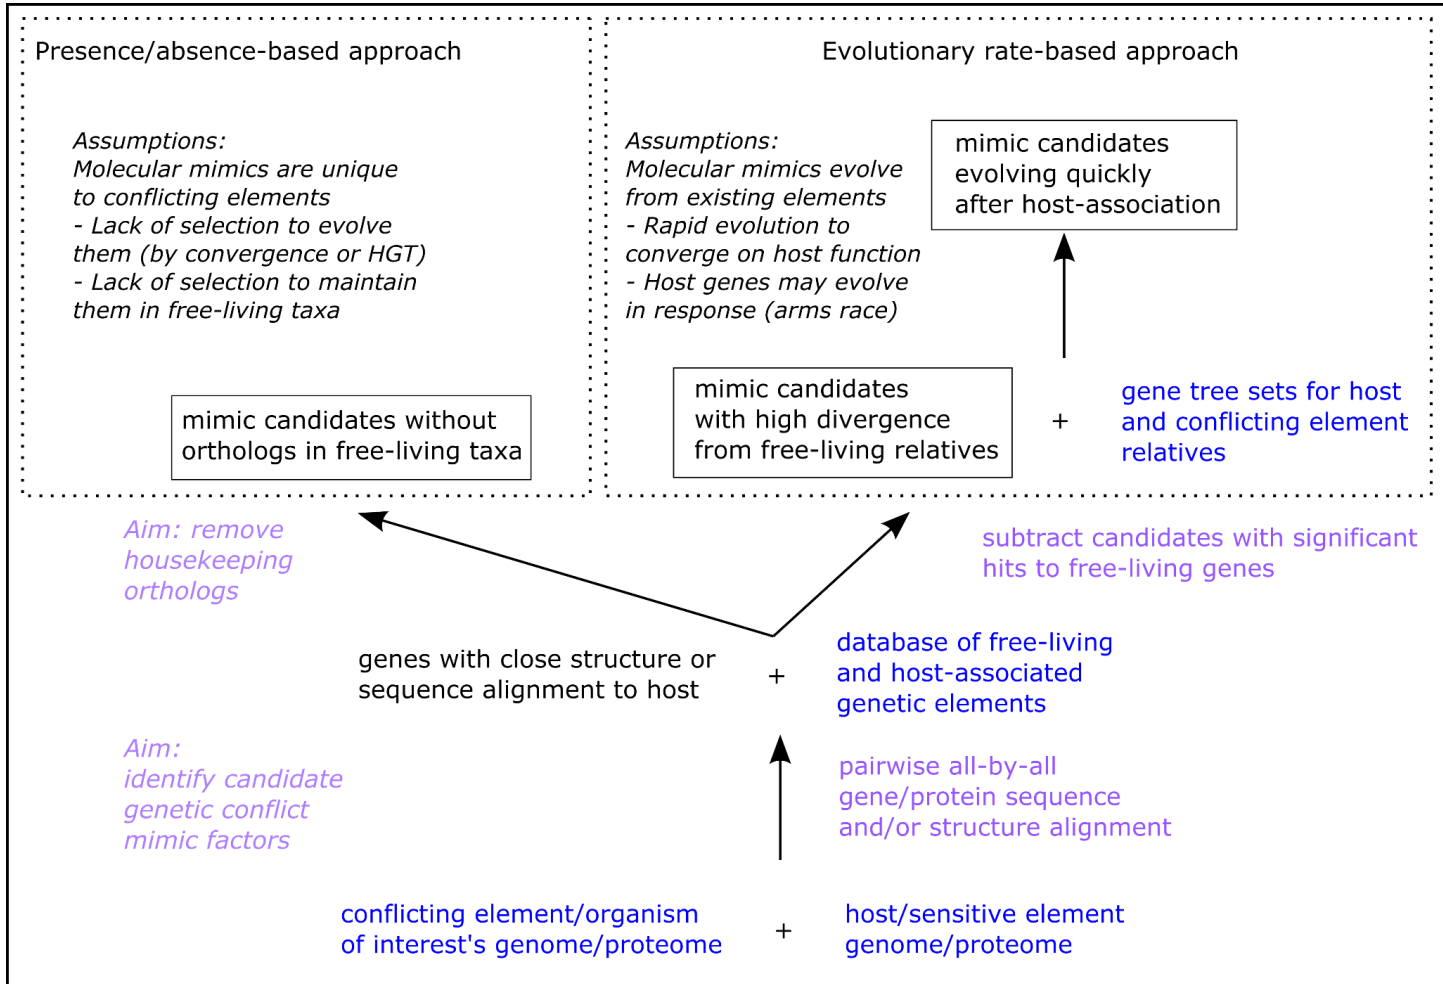 Presence/absence-based approach
Assumptions:
Molecular mimics are unique
to conflicting elements
- Lack of selection to evolve
them (by convergence or HGT)
- Lack of selection to maintain
them in free-living taxa
mimic candidates without
orthologs in free-living taxa
Evolutionary rate-based approach
Assumptions:
Molecular mimics evolve
from existing elements
- Rapid evolution to
converge on host function
- Host genes may evolve
in response (arms race)
mimic candidates
evolving quickly
after host-association
mimic candidates
with high divergence
from free-living relatives
+
gene tree sets for host
and conflicting element
relatives
Aim: remove
housekeeping
orthologs
subtract candidates with significant
hits to free-living genes
genes with close structure or
sequence alignment to host
+
database of free-living
and host-associated
genetic elements
Aim:
identify candidate
genetic conflict
mimic factors
pairwise all-by-all
gene/protein sequence
and/or structure alignment
conflicting element/organism
of interest's genome/proteome
+
host/sensitive element
genome/proteome